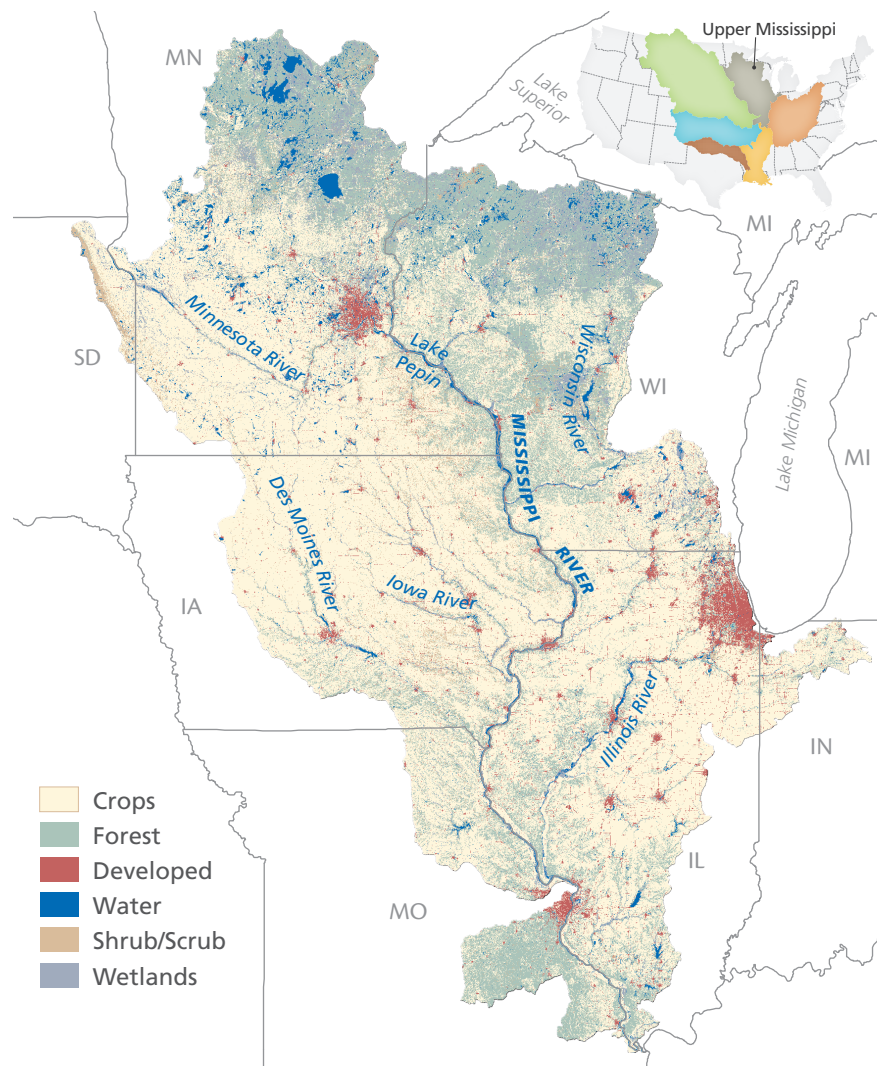 Upper Mississippi
MN
Lake
Superior
MI
Minnesota River
Lake
Pepin
Wisconsin
River
SD
WI
MISSISSIPPI
RIVER
Lake Michigan
MI
Des Moines River
Iowa River
IA
Illinois River
IN
Crops
Forest
Developed
Water
Shrub/Scrub
Wetlands
IL
MO